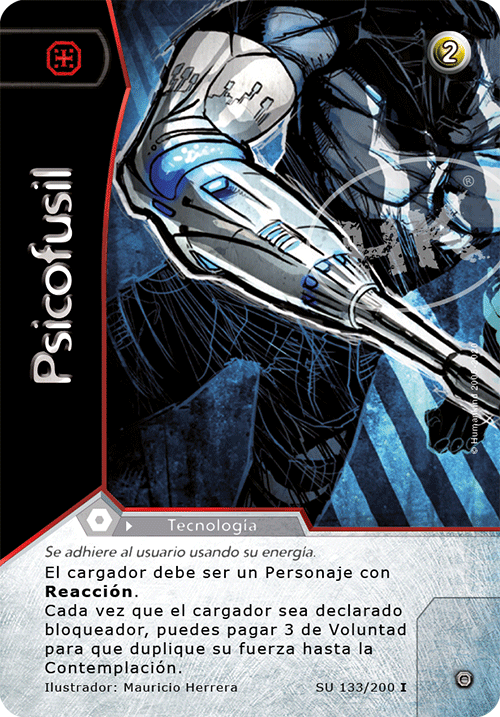 2
Psicofusil
®
HK
Tecnología
Se adhiere al usuario usando su energía.
El cargador debe ser un Personaje con
Reacción.
Cada vez que el cargador sea declarado
bloqueador, puedes pagar 3 de Voluntad
para que duplique su fuerza hasta la
Contemplación.
Ilustrador: Mauricio Herrera
SU 133/200 I